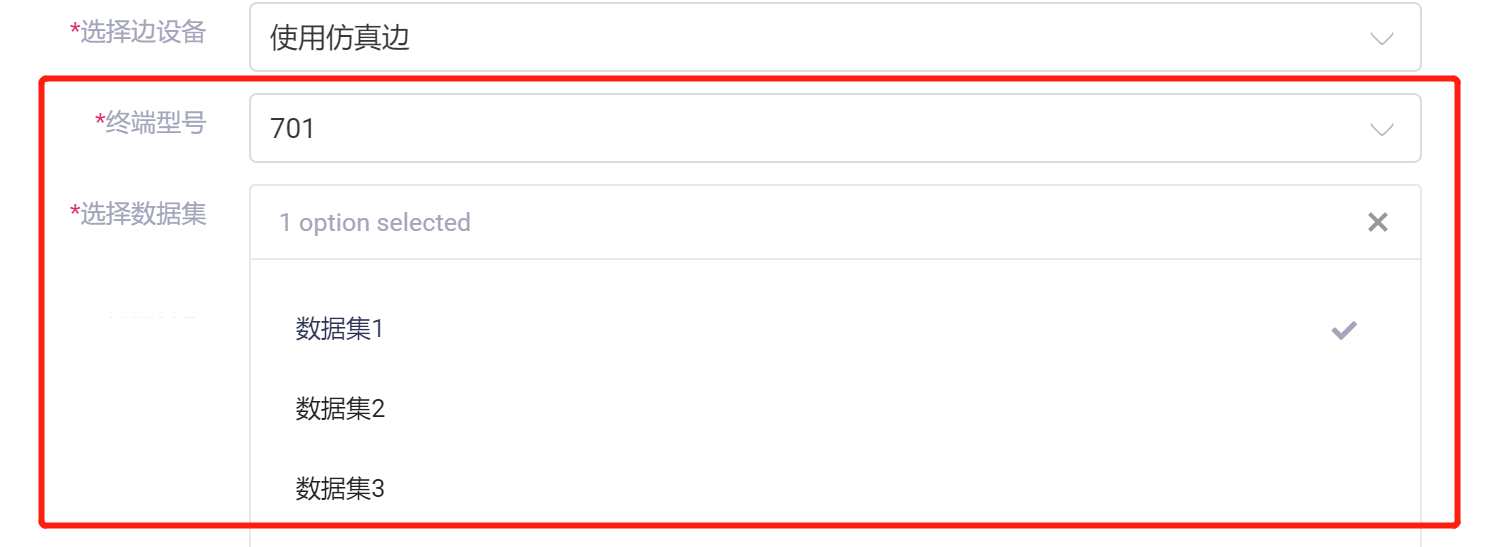 *选择边设备
使用仿真边
*终端型号
701
*选择数据集
1 option selected
数据集1
数据集2
数据集3